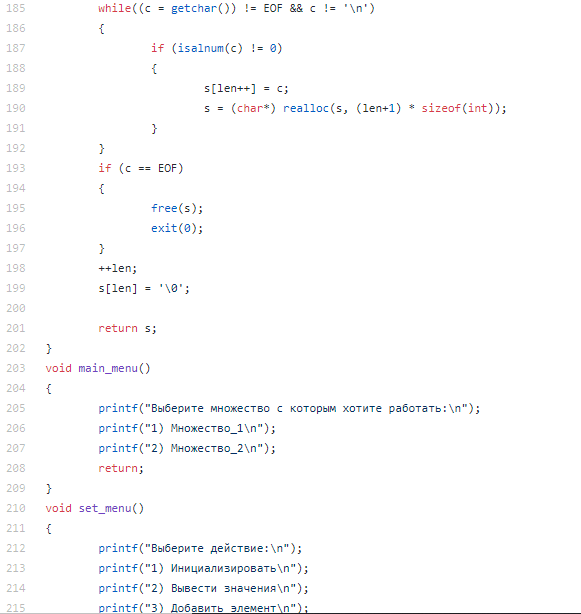 185 while((c = getchar()) != EOF && c != '\n')
186 {
187 if (isalnum(c) != 0)
188 {
189 s[len++] = c;
190 s = (char*) realloc(s, (len+1) * sizeof(int));
191 }
192 }
193 if (c == EOF)
194 {
195 free(s);
196 exit(0);
197 }
198 ++len;
199 s[len] = '\0';
200
201 return s;
202 }
203 void main_menu()
204 {
205 printf("Выберите множество с которым хотите работать:\n");
206 printf("1) Множество_1\n");
207 printf("2) Множество_2\n");
208 return;
209 }
210 void set_menu()
211 {
212 printf("Выберите действие:\n");
213 printf("1) Инициализировать\n");
214 printf("2) Вывести значения\n");
215 printf("3) Добавить элемент\n");